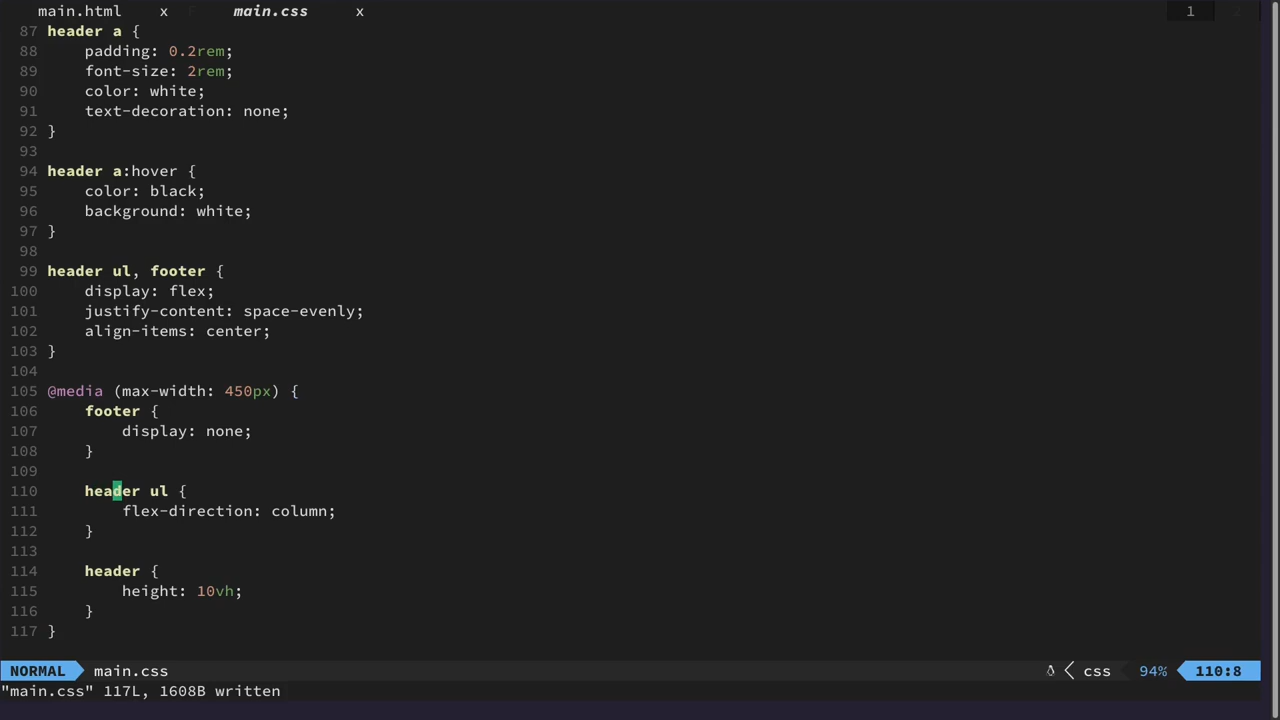 main.html x main.css x 1
87 header a {
88     padding: 0.2rem;
89     font-size: 2rem;
90     color: white;
91     text-decoration: none;
92 }
93
94 header a:hover {
95     color: black;
96     background: white;
97 }
98
99 header ul, footer {
100     display: flex;
101     justify-content: space-evenly;
102     align-items: center;
103 }
104
105 @media (max-width: 450px) {
106     footer {
107         display: none;
108     }
109
110     header ul {
111         flex-direction: column;
112     }
113
114     header {
115         height: 10vh;
116     }
117 }
NORMAL main.css css 94% 110:8
"main.css" 117L, 1608B written